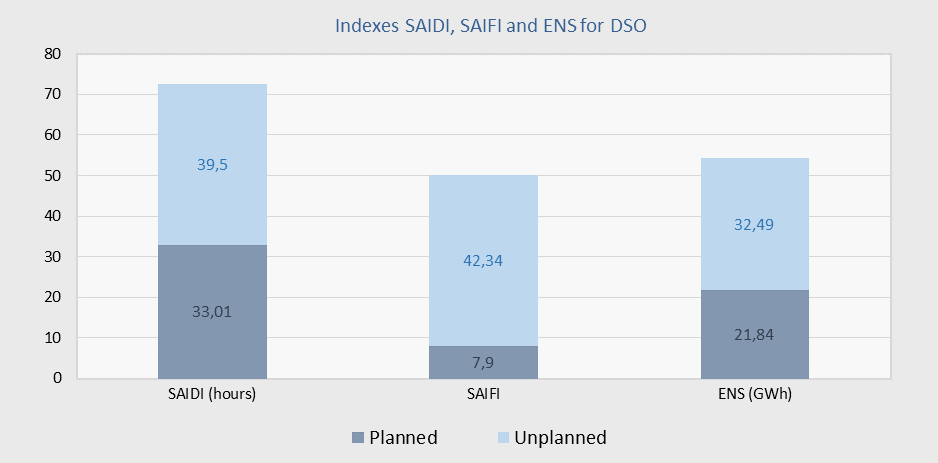 Indexes SAIDI, SAIFI and ENS for DSO
80
70
60
50
40
30
20
10
0
39,5
33,01
42,34
7,9
32,49
21,84
SAIDI (hours)
SAIFI
ENS (GWh)
Planned
Unplanned